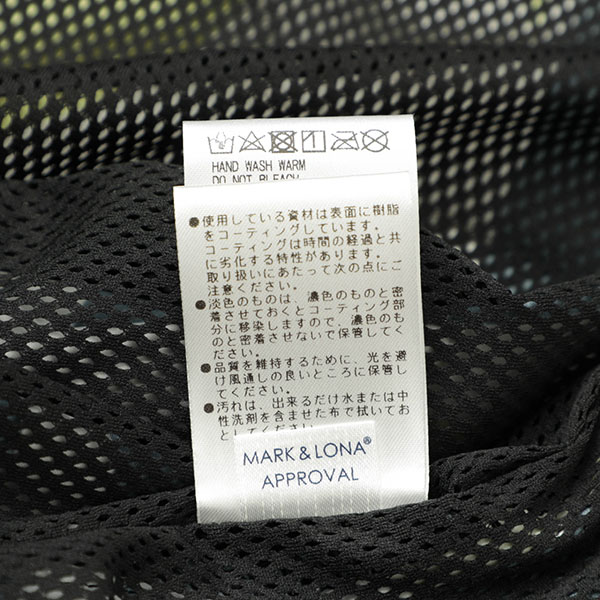 HAND WASH WARM
DO NOT BLEACH
●使用している資材は表面に樹脂
をコーティングしています。
コーティングは時間の経過と共
に劣化する特性があります。
取り扱いにあたって次の点にご
注意ください。
●淡色のものは、濃色のものと密
着させておくとコーティング部
分に移染しますので、濃色のも
のと密着させないで保管してく
ださい。
●品質を維持するために、光を避
け風通しの良いところに保管し
てください。
●汚れは、出来るだけ水または中
性洗剤を含ませた布で拭いてお
としてください。
MARK & LONA®
APPROVAL